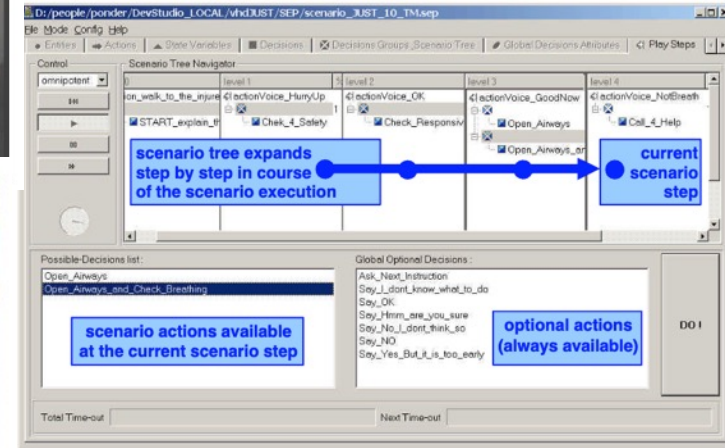 D:/people/ponder/DevStudio_LOCAL/vhdJUST/SEP/scenario_JUST_10_TM.sep
File Mode Config Help
Entities Actions State Variables Decisions Decisions Groups_Scenario Tree Global Decisions Attributes Play Steps
Control
Scenario Tree Navigator
omnipotent
level 1 level 2 level 3 level 4
ion_walk_to_the_injure actionVoice_HurryUp actionVoice_OK actionVoice_GoodNow actionVoice_NotBreath
START_explain_th Chek_4_Safety Check_Responsiv Open_Airways Call_4_Help
Open_Airways_an
scenario tree expands
step by step in course
of the scenario execution
current
scenario
step
Possible-Decisions list:
Open_Airways
Open_Airways_and_Check_Breathing
scenario actions available
at the current scenario step
Global Optional Decisions :
Ask_Next_Instruction
Say_I_dont_know_what_to_do
Say_OK
Say_Hmm_are_you_sure
Say_No_I_dont_think_so
Say_NO
Say_Yes_But_it_is_too_early
optional actions
(always available)
DO !
Total Time-out
Next Time-out